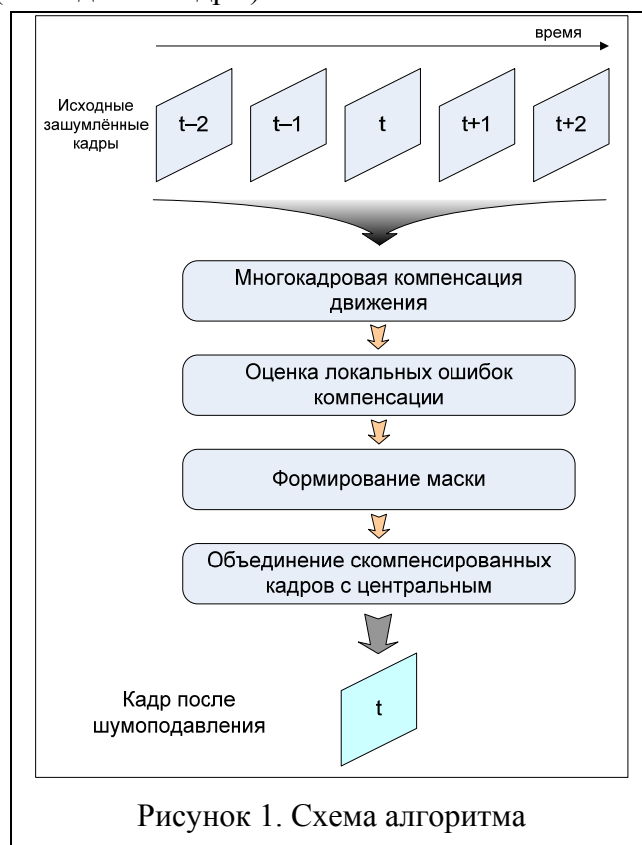 время
Исходные
зашумлённые
кадры
t–2
t–1
t
t+1
t+2
Многокадровая компенсация
движения
Оценка локальных ошибок
компенсации
Формирование маски
Объединение скомпенсированных
кадров с центральным
Кадр после
шумоподавления
t
Рисунок 1. Схема алгоритма